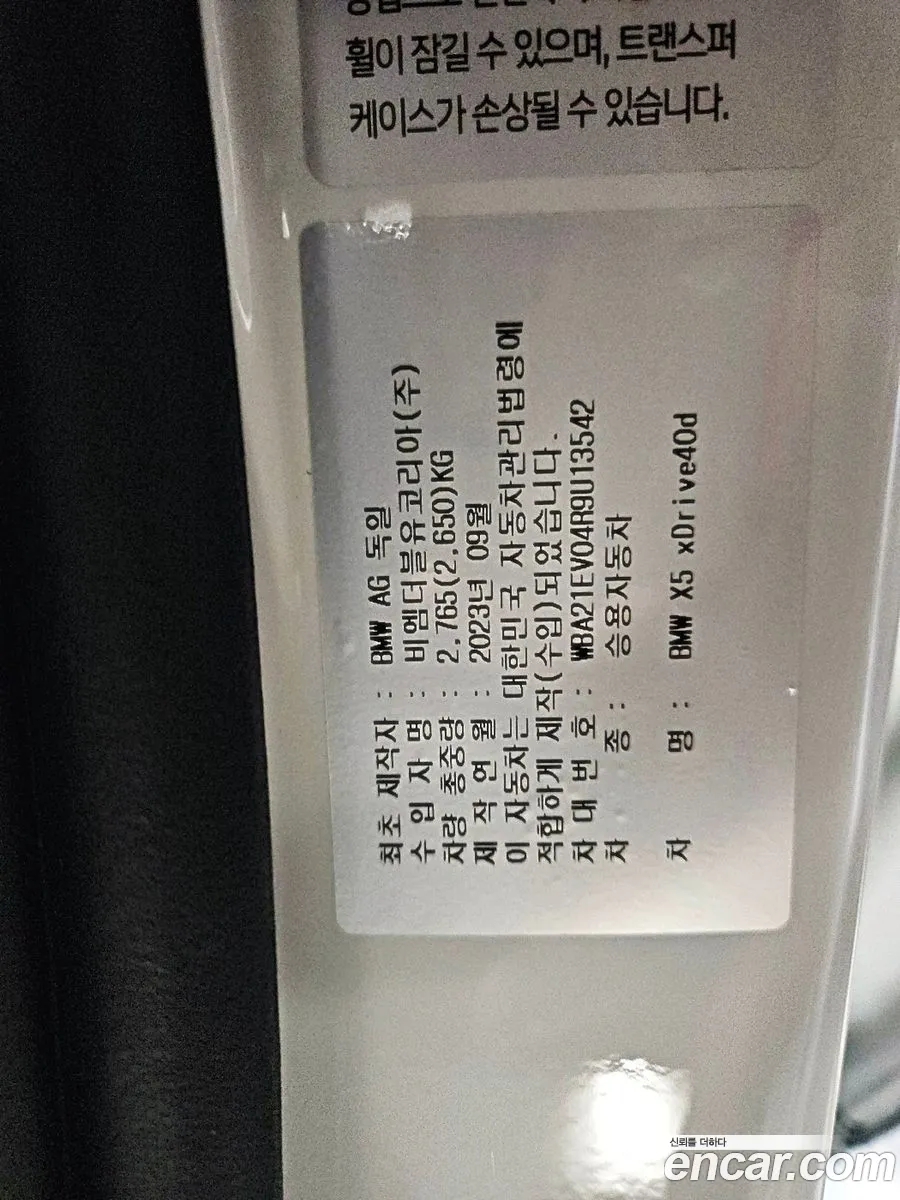 휠이 잠길 수 있으며, 트랜스퍼
케이스가 손상될 수 있습니다.
최초 제작자 : BMW AG 독일
수 입 자 명 : 비엠더블유코리아(주)
차량 총중량 : 2,765(2,650)KG
제 작 연 월 : 2023년 09월
이 자동차는 대한민국 자동차관리법령에
적합하게 제작(수입)되었습니다.
차 대 번 호 : WBA21EV04R9U13542
차 종 : 승용자동차
차 명 : BMW X5 xDrive40d
신뢰를 더하다
encar.com